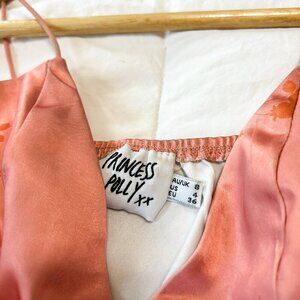 PRINCESS
POLLY xx
AU/UK 8
US 4
EU 36